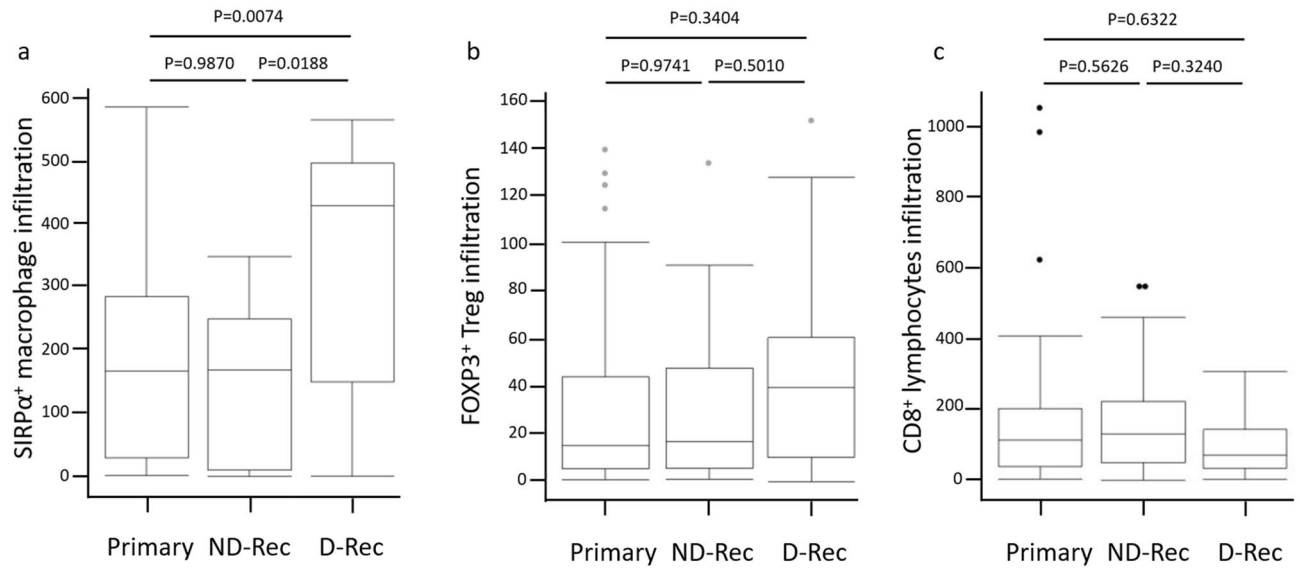 a
P=0.0074
P=0.9870 P=0.0188
SIRPα⁺ macrophage infiltration
600
500
400
300
200
100
0
Primary ND-Rec D-Rec
b
P=0.3404
P=0.9741 P=0.5010
FOXP3⁺ Treg infiltration
160
140
120
100
80
60
40
20
0
Primary ND-Rec D-Rec
c
P=0.6322
P=0.5626 P=0.3240
CD8⁺ lymphocytes infiltration
1000
800
600
400
200
0
Primary ND-Rec D-Rec